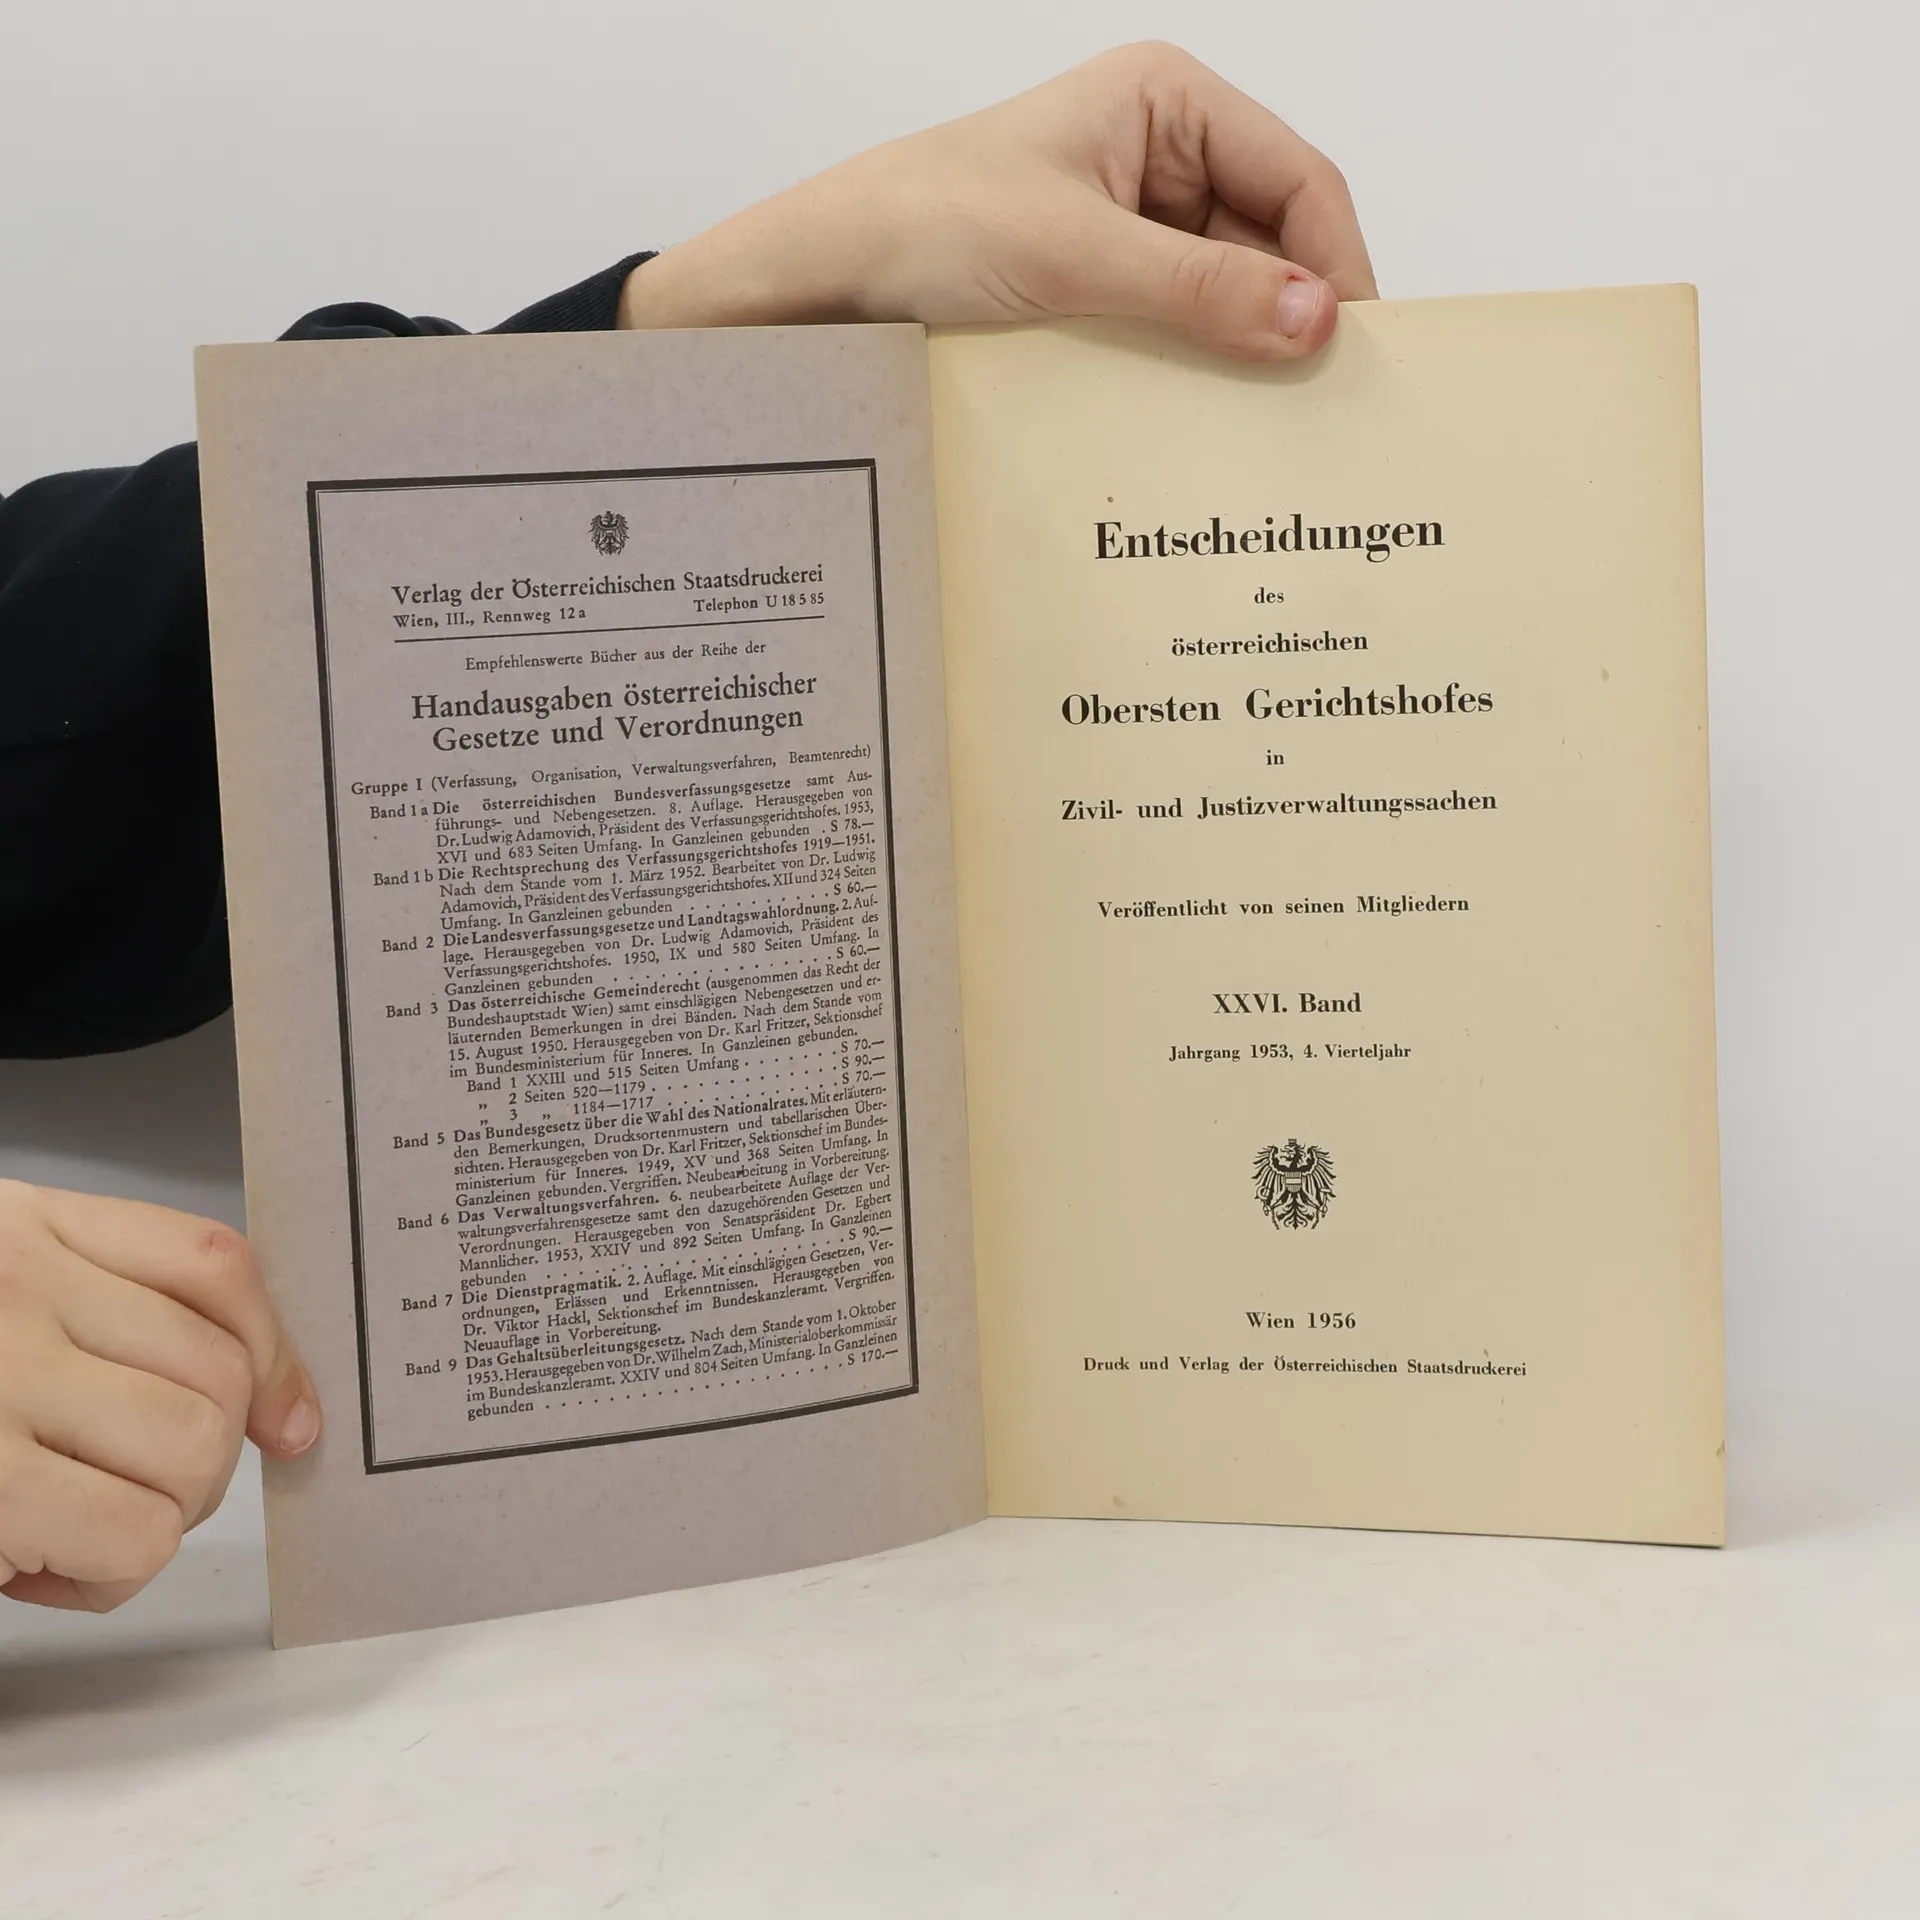 Verlag der Österreichischen Staatsdruckerei
Wien, III., Rennweg 12 a Telephon U 18 5 85
Empfehlenswerte Bücher aus der Reihe der
Handausgaben österreichischer
Gesetze und Verordnungen
Gruppe I (Verfassung, Organisation, Verwaltungsverfahren, Beamtenrecht)
Band 1 a Die österreichischen Bundesverfassungsgesetze samt Aus-
führungs- und Nebengesetzen. 8. Auflage. Herausgegeben von
Dr. Ludwig Adamovich, Präsident des Verfassungsgerichtshofes. 1953,
XVI und 683 Seiten Umfang. In Ganzleinen gebunden . S 78.—
Band 1 b Die Rechtsprechung des Verfassungsgerichtshofes 1919—1951.
Nach dem Stande vom 1. März 1952. Bearbeitet von Dr. Ludwig
Adamovich, Präsident des Verfassungsgerichtshofes. XII und 324 Seiten
Umfang. In Ganzleinen gebunden . . . . . . . . . S 60.—
Band 2 Die Landesverfassungsgesetze und Landtagswahlordnung. 2. Auf-
lage. Herausgegeben von Dr. Ludwig Adamovich, Präsident des
Verfassungsgerichtshofes. 1950, IX und 580 Seiten Umfang. In
Ganzleinen gebunden . . . . . . . . . . . . . . S 60.—
Band 3 Das österreichische Gemeinderecht (ausgenommen das Recht der
Bundeshauptstadt Wien) samt einschlägigen Nebengesetzen und er-
läuternden Bemerkungen in drei Bänden. Nach dem Stande vom
15. August 1950. Herausgegeben von Dr. Karl Fritzer, Sektionschef
im Bundesministerium für Inneres. In Ganzleinen gebunden.
Band 1 XXIII und 515 Seiten Umfang . . . . . . . S 70.—
„ 2 Seiten 520—1179 . . . . . . . . . . . . . S 90.—
„ 3 „ 1184—1717 . . . . . . . . . . . . S 70.—
Band 5 Das Bundesgesetz über die Wahl des Nationalrates. Mit erläutern-
den Bemerkungen, Drucksortenmustern und tabellarischen Über-
sichten. Herausgegeben von Dr. Karl Fritzer, Sektionschef im Bundes-
ministerium für Inneres. 1949, XV und 368 Seiten Umfang. In
Ganzleinen gebunden. Vergriffen. Neubearbeitung in Vorbereitung.
Band 6 Das Verwaltungsverfahren. 6. neubearbeitete Auflage der Ver-
waltungsverfahrensgesetze samt den dazugehörenden Gesetzen und
Verordnungen. Herausgegeben von Senatspräsident Dr. Egbert
Mannlicher. 1953, XXIV und 892 Seiten Umfang. In Ganzleinen
gebunden . . . . . . . . . . . . . . . . . . S 90.—
Band 7 Die Dienstpragmatik. 2. Auflage. Mit einschlägigen Gesetzen, Ver-
ordnungen, Erlässen und Erkenntnissen. Herausgegeben von
Dr. Viktor Hackl, Sektionschef im Bundeskanzleramt. Vergriffen.
Neuauflage in Vorbereitung.
Band 9 Das Gehaltsüberleitungsgesetz. Nach dem Stande vom 1. Oktober
1953. Herausgegeben von Dr. Wilhelm Zach, Ministerialoberkommissär
im Bundeskanzleramt. XXIV und 804 Seiten Umfang. In Ganzleinen
gebunden . . . . . . . . . . . . . . . . . . S 170.—
Entscheidungen
des
österreichischen
Obersten Gerichtshofes
in
Zivil- und Justizverwaltungssachen
Veröffentlicht von seinen Mitgliedern
XXVI. Band
Jahrgang 1953, 4. Vierteljahr
Wien 1956
Druck und Verlag der Österreichischen Staatsdruckerei